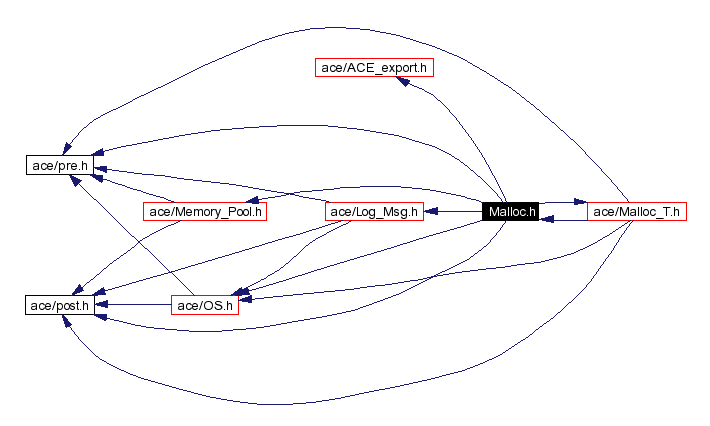 ace/ACE_export.h
ace/pre.h
ace/Memory_Pool.h
ace/Log_Msg.h
Malloc.h
ace/Malloc_T.h
ace/post.h
ace/OS.h